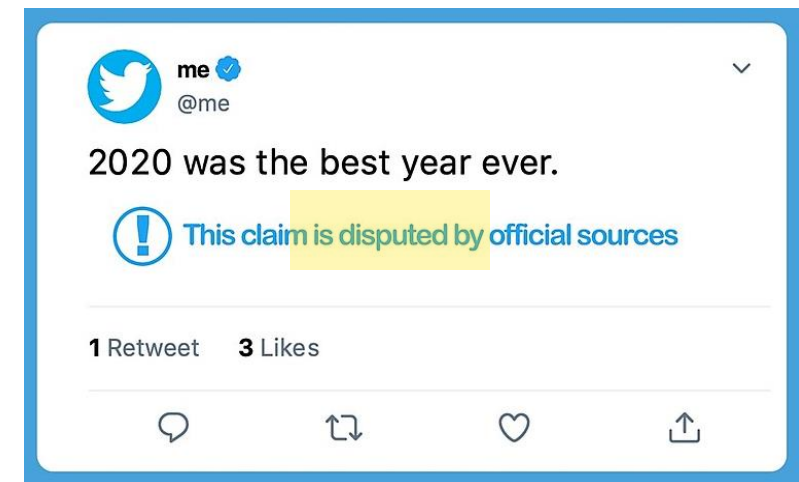 me
@me
2020 was the best year ever.
This claim is disputed by official sources
1 Retweet 3 Likes